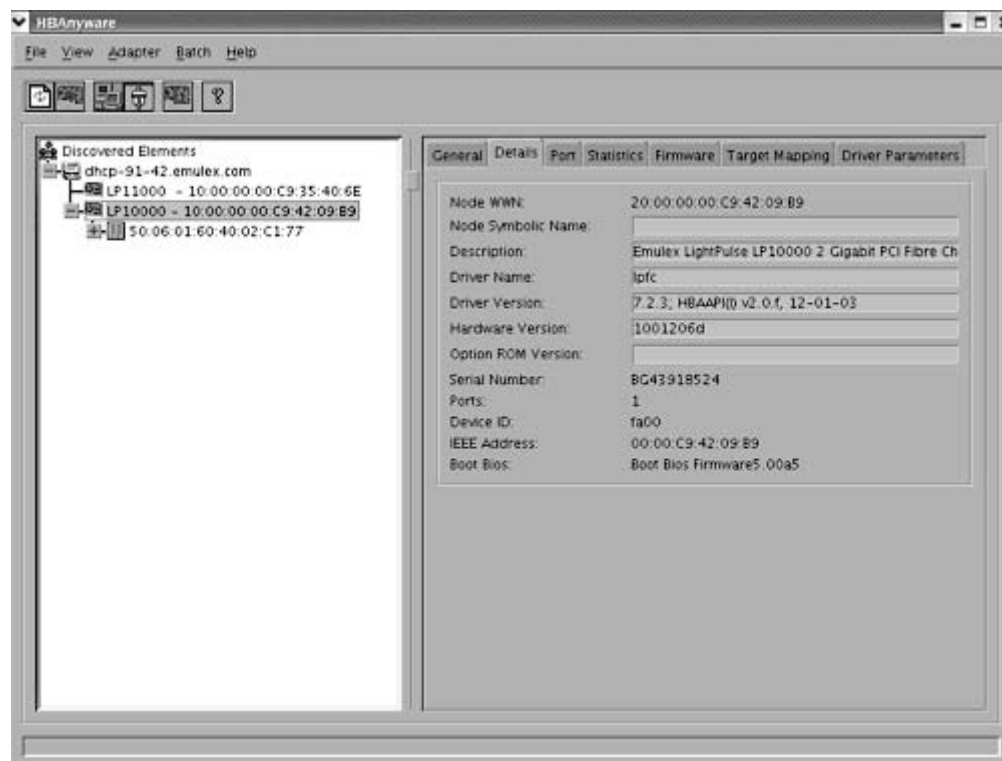 HBAnyware
File View Adapter Batch Help
Discovered Elements
dhcp-91-42.emulex.com
LP11000 - 10:00:00:00:C9:35:40:6E
LP10000 - 10:00:00:00:C9:42:09:B9
50:06:01:60:40:02:C1:77
General Details Port Statistics Firmware Target Mapping Driver Parameters
Node WWN: 20:00:00:00:C9:42:09:B9
Node Symbolic Name:
Description: Emulex LightPulse LP10000 2 Gigabit PCI Fibre Ch
Driver Name: lpfc
Driver Version: 7.2.3; HBAAPI(I) v2.0.f, 12-01-03
Hardware Version: 1001206d
Option ROM Version:
Serial Number: BG43918524
Ports: 1
Device ID: fa00
IEEE Address: 00:00:C9:42:09:B9
Boot Bios: Boot Bios Firmware5.00a5